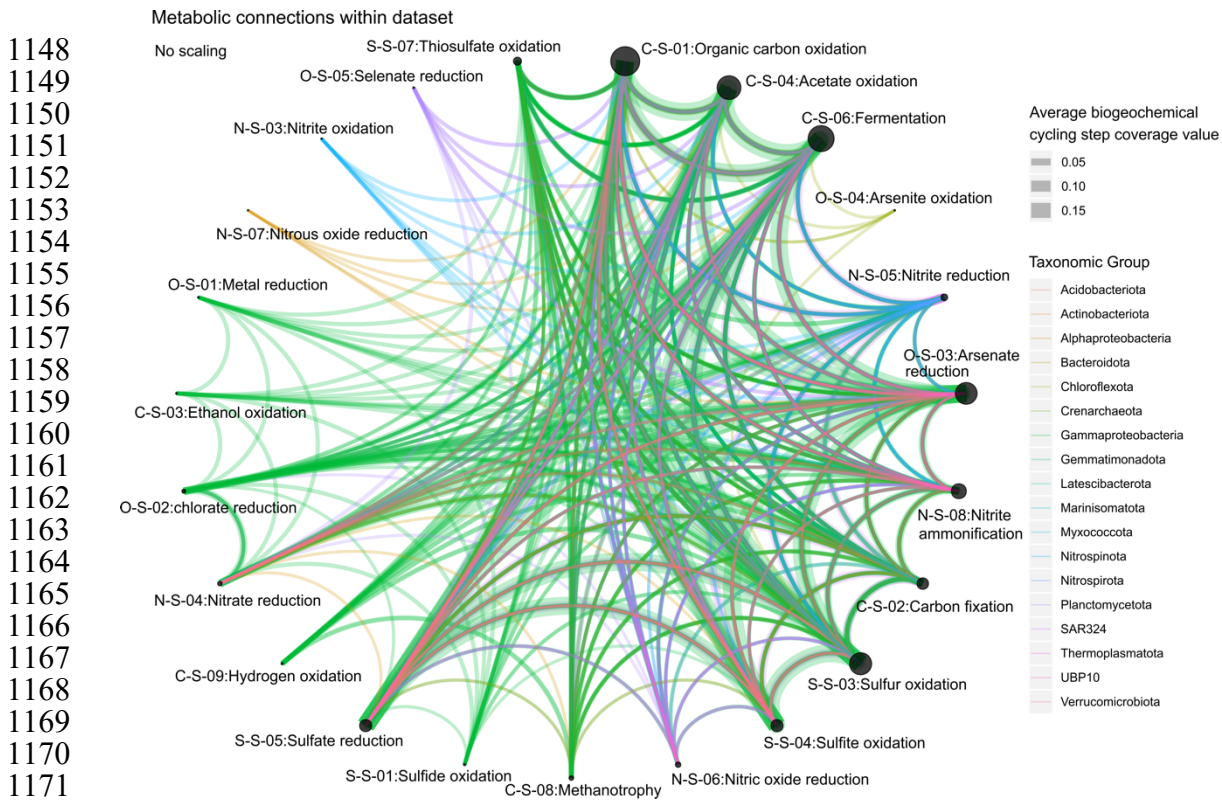 Metabolic connections within dataset
1148
No scaling
S-S-07:Thiosulfate oxidation
C-S-01:Organic carbon oxidation
1149
O-S-05:Selenate reduction
C-S-04:Acetate oxidation
1150
C-S-06:Fermentation
Average biogeochemical
cycling step coverage value
1151
N-S-03:Nitrite oxidation
0.05
1152
0.10
1153
O-S-04:Arsenite oxidation
0.15
1154
N-S-07:Nitrous oxide reduction
1155
N-S-05:Nitrite reduction
Taxonomic Group
1156
O-S-01:Metal reduction
Acidobacteriota
1157
Actinobacteriota
Alphaproteobacteria
1158
O-S-03:Arsenate
reduction
Bacteroidota
1159
C-S-03:Ethanol oxidation
Chloroflexota
1160
Crenarchaeota
Gammaproteobacteria
1161
Gemmatimonadota
1162
O-S-02:chlorate reduction
N-S-08:Nitrite
ammonification
Latescibacterota
1163
Marinisomatota
1164
Myxococcota
Nitrospinota
1165
N-S-04:Nitrate reduction
C-S-02:Carbon fixation
Nitrospirota
1166
Planctomycetota
1167
C-S-09:Hydrogen oxidation
S-S-03:Sulfur oxidation
SAR324
Thermoplasmatota
1168
UBP10
1169
S-S-05:Sulfate reduction
S-S-04:Sulfite oxidation
Verrucomicrobiota
1170
S-S-01:Sulfide oxidation
N-S-06:Nitric oxide reduction
1171
C-S-08:Methanotrophy